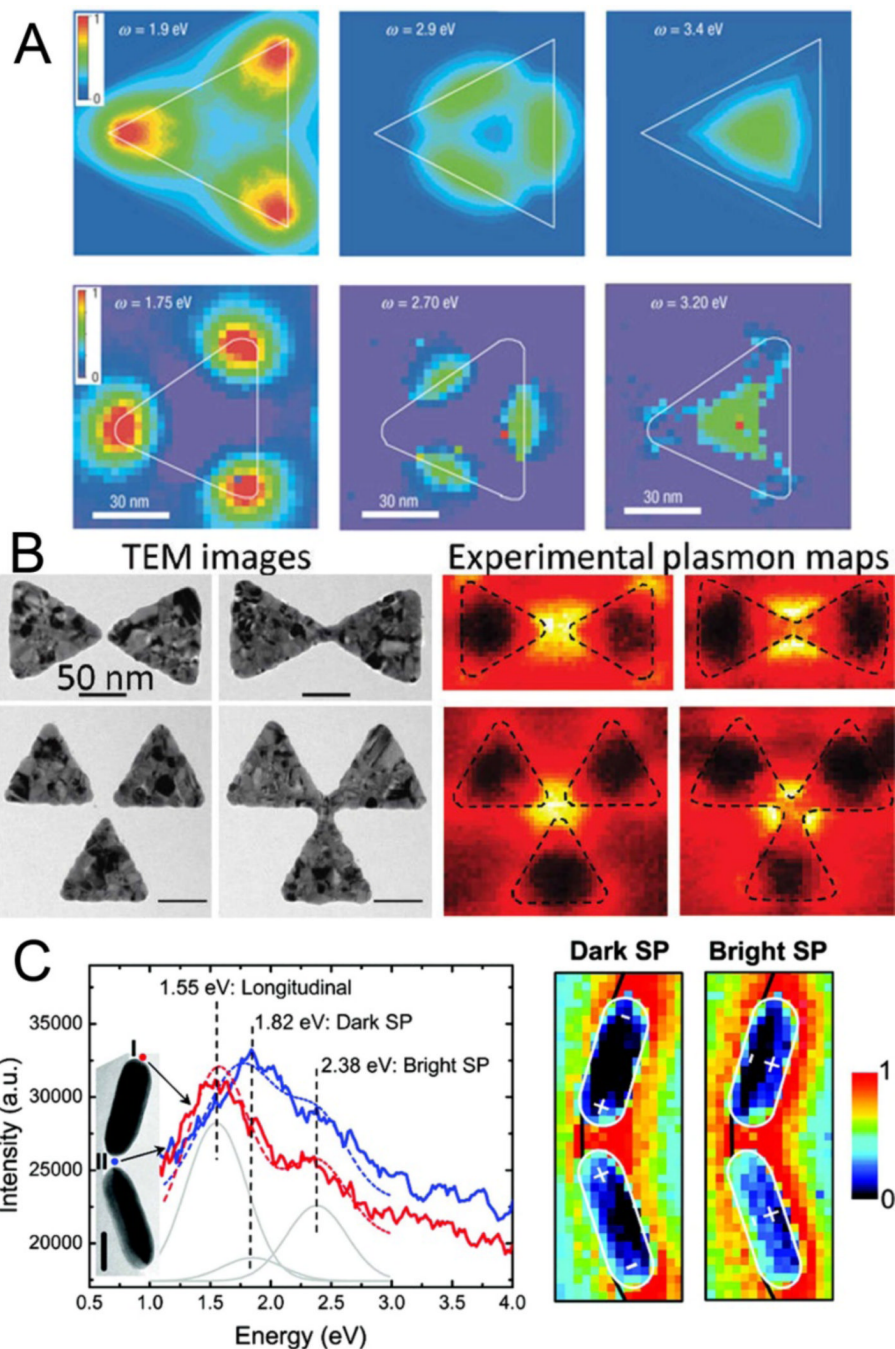 A
1
0
ω = 1.9 eV
ω = 2.9 eV
ω = 3.4 eV
1
0
ω = 1.75 eV
ω = 2.70 eV
ω = 3.20 eV
30 nm
30 nm
30 nm
B
TEM images
Experimental plasmon maps
50 nm
C
Intensity (a.u.)
35000
30000
25000
20000
1.55 eV: Longitudinal
1.82 eV: Dark SP
2.38 eV: Bright SP
I
II
0.5 1.0 1.5 2.0 2.5 3.0 3.5 4.0
Energy (eV)
Dark SP
Bright SP
-
+
+
-
-
+
-
+
1
0